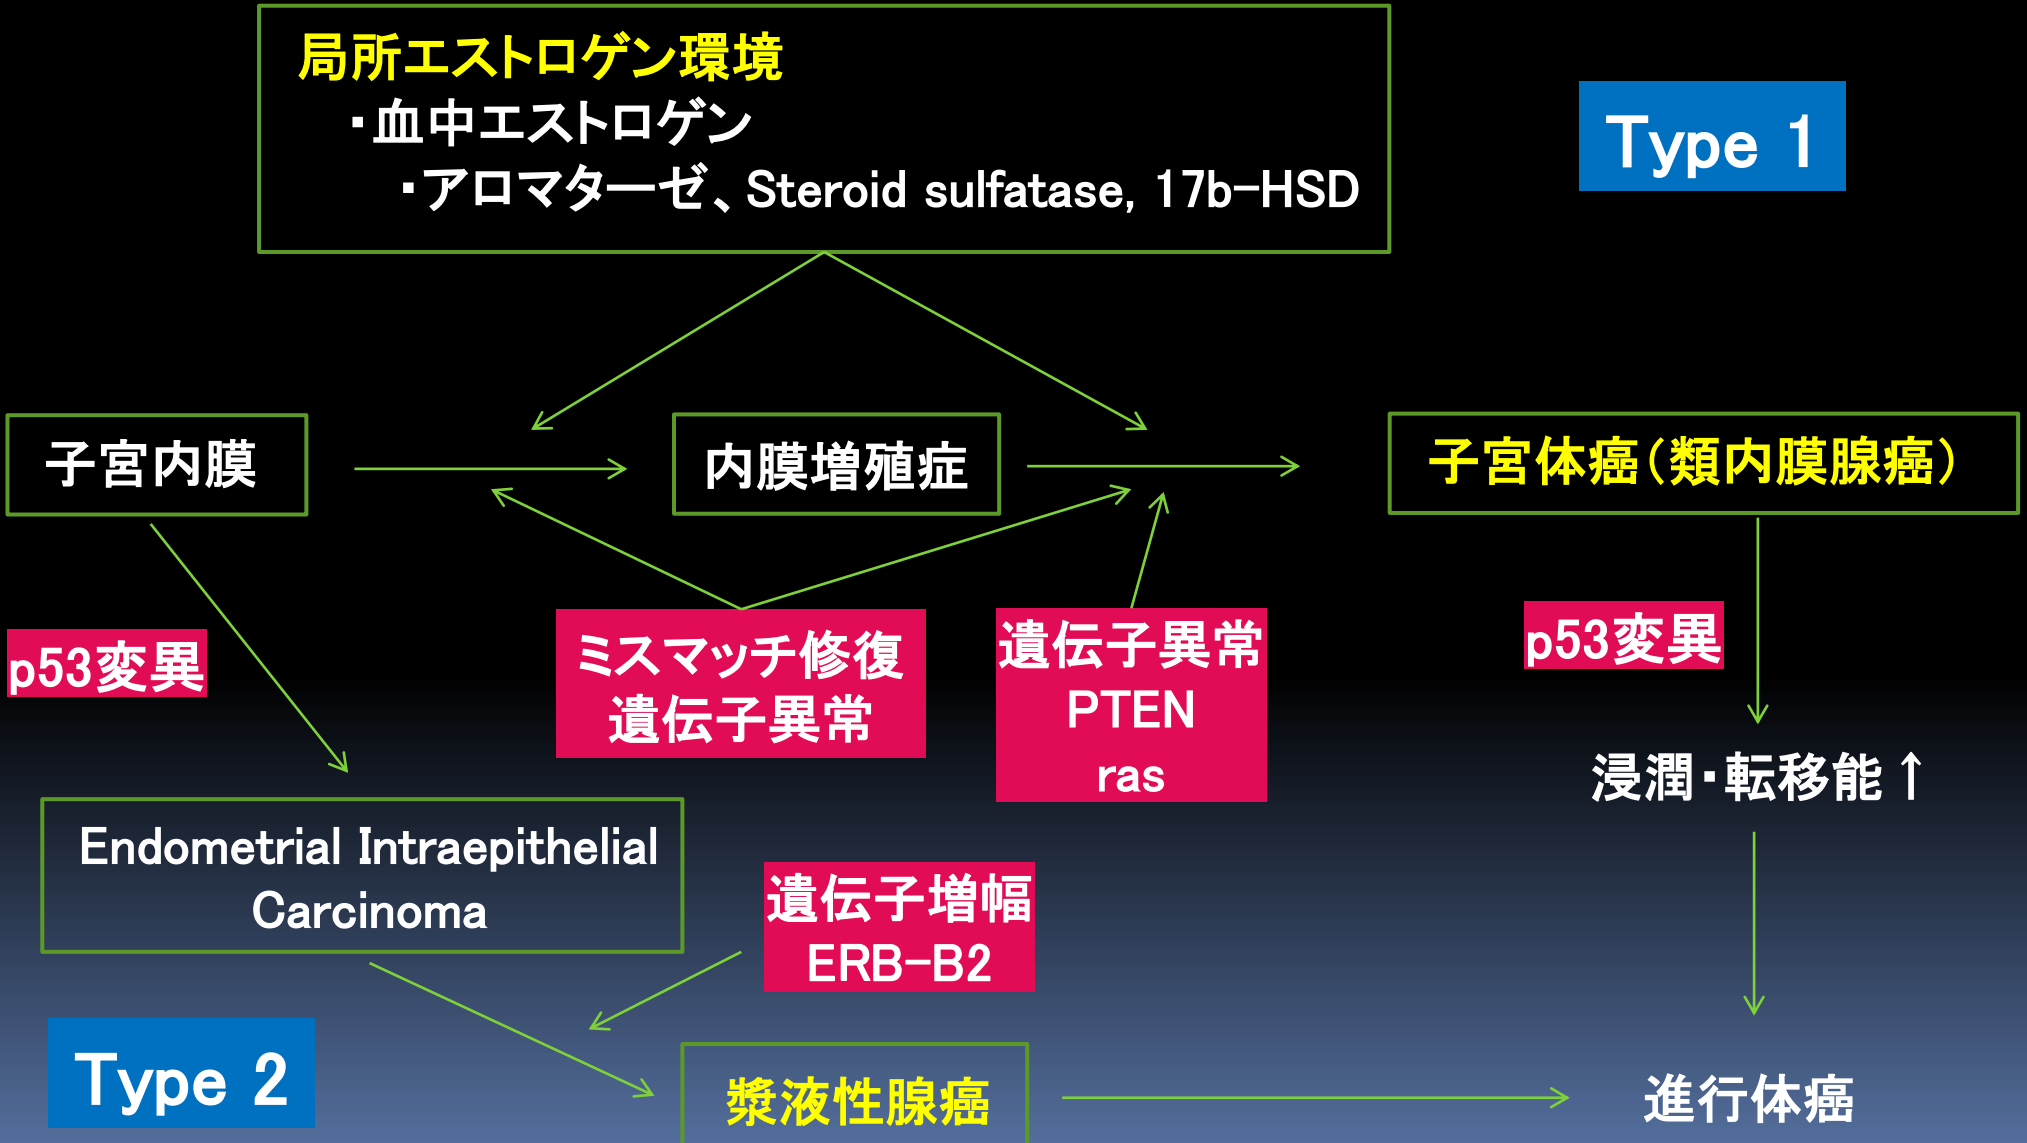 局所エストロゲン環境
・血中エストロゲン
・アロマターゼ、Steroid sulfatase, 17b-HSD
Type 1
子宮内膜
内膜増殖症
子宮体癌（類内膜腺癌）
p53変異
ミスマッチ修復
遺伝子異常
遺伝子異常
PTEN
ras
p53変異
浸潤・転移能↑
Endometrial Intraepithelial
Carcinoma
遺伝子増幅
ERB-B2
Type 2
漿液性腺癌
進行体癌